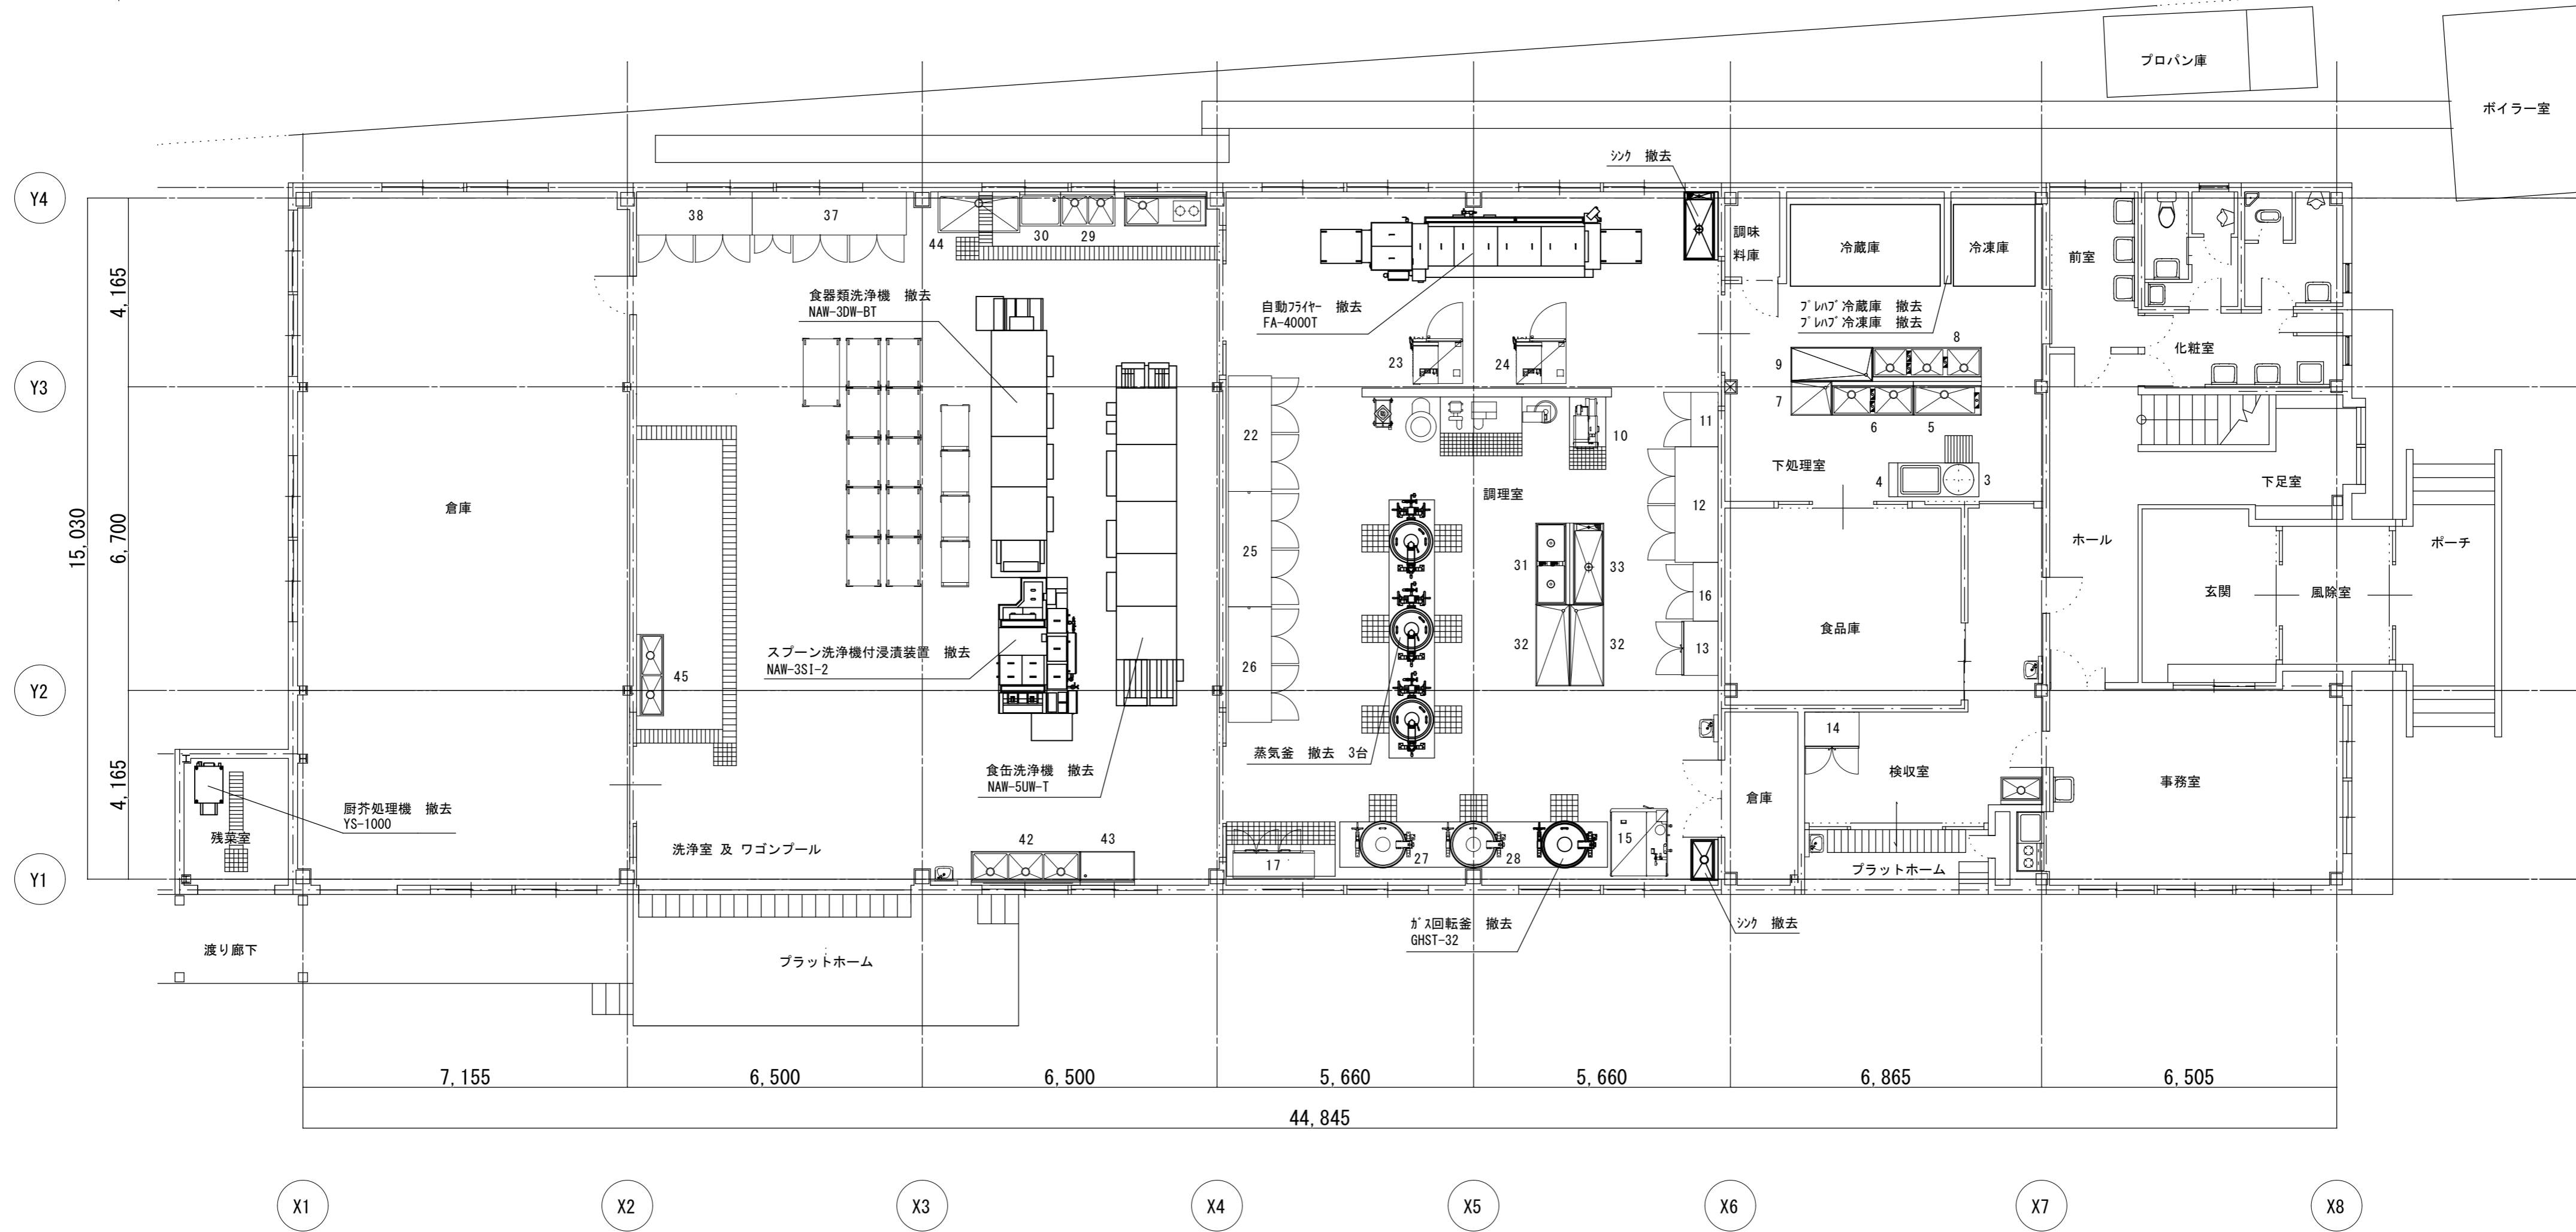 プロパン庫
ボイラー室
シンク 撤去
Y4
38
37
44
30
29
調味
料庫
冷蔵庫
冷凍庫
前室
4,165
食器類洗浄機 撤去
NAW-3DW-BT
自動フライヤー 撤去
FA-4000T
プレハブ冷蔵庫 撤去
プレハブ冷凍庫 撤去
化粧室
23
24
9
8
Y3
7
6
5
22
10
11
下処理室
4
3
下足室
倉庫
調理室
12
15,030
6,700
25
31
33
ホール
ポーチ
16
玄関
風除室
スプーン洗浄機付浸漬装置 撤去
NAW-3SI-2
45
26
32
32
13
食品庫
Y2
蒸気釜 撤去 3台
14
食缶洗浄機 撤去
NAW-5UW-T
検収室
事務室
4,165
厨芥処理機 撤去
YS-1000
残菜室
倉庫
洗浄室 及 ワゴンプール
42
43
17
27
28
15
プラットホーム
Y1
ガス回転釜 撤去
GHST-32
シンク 撤去
渡り廊下
プラットホーム
7,155
6,500
6,500
5,660
5,660
6,865
6,505
44,845
X1
X2
X3
X4
X5
X6
X7
X8